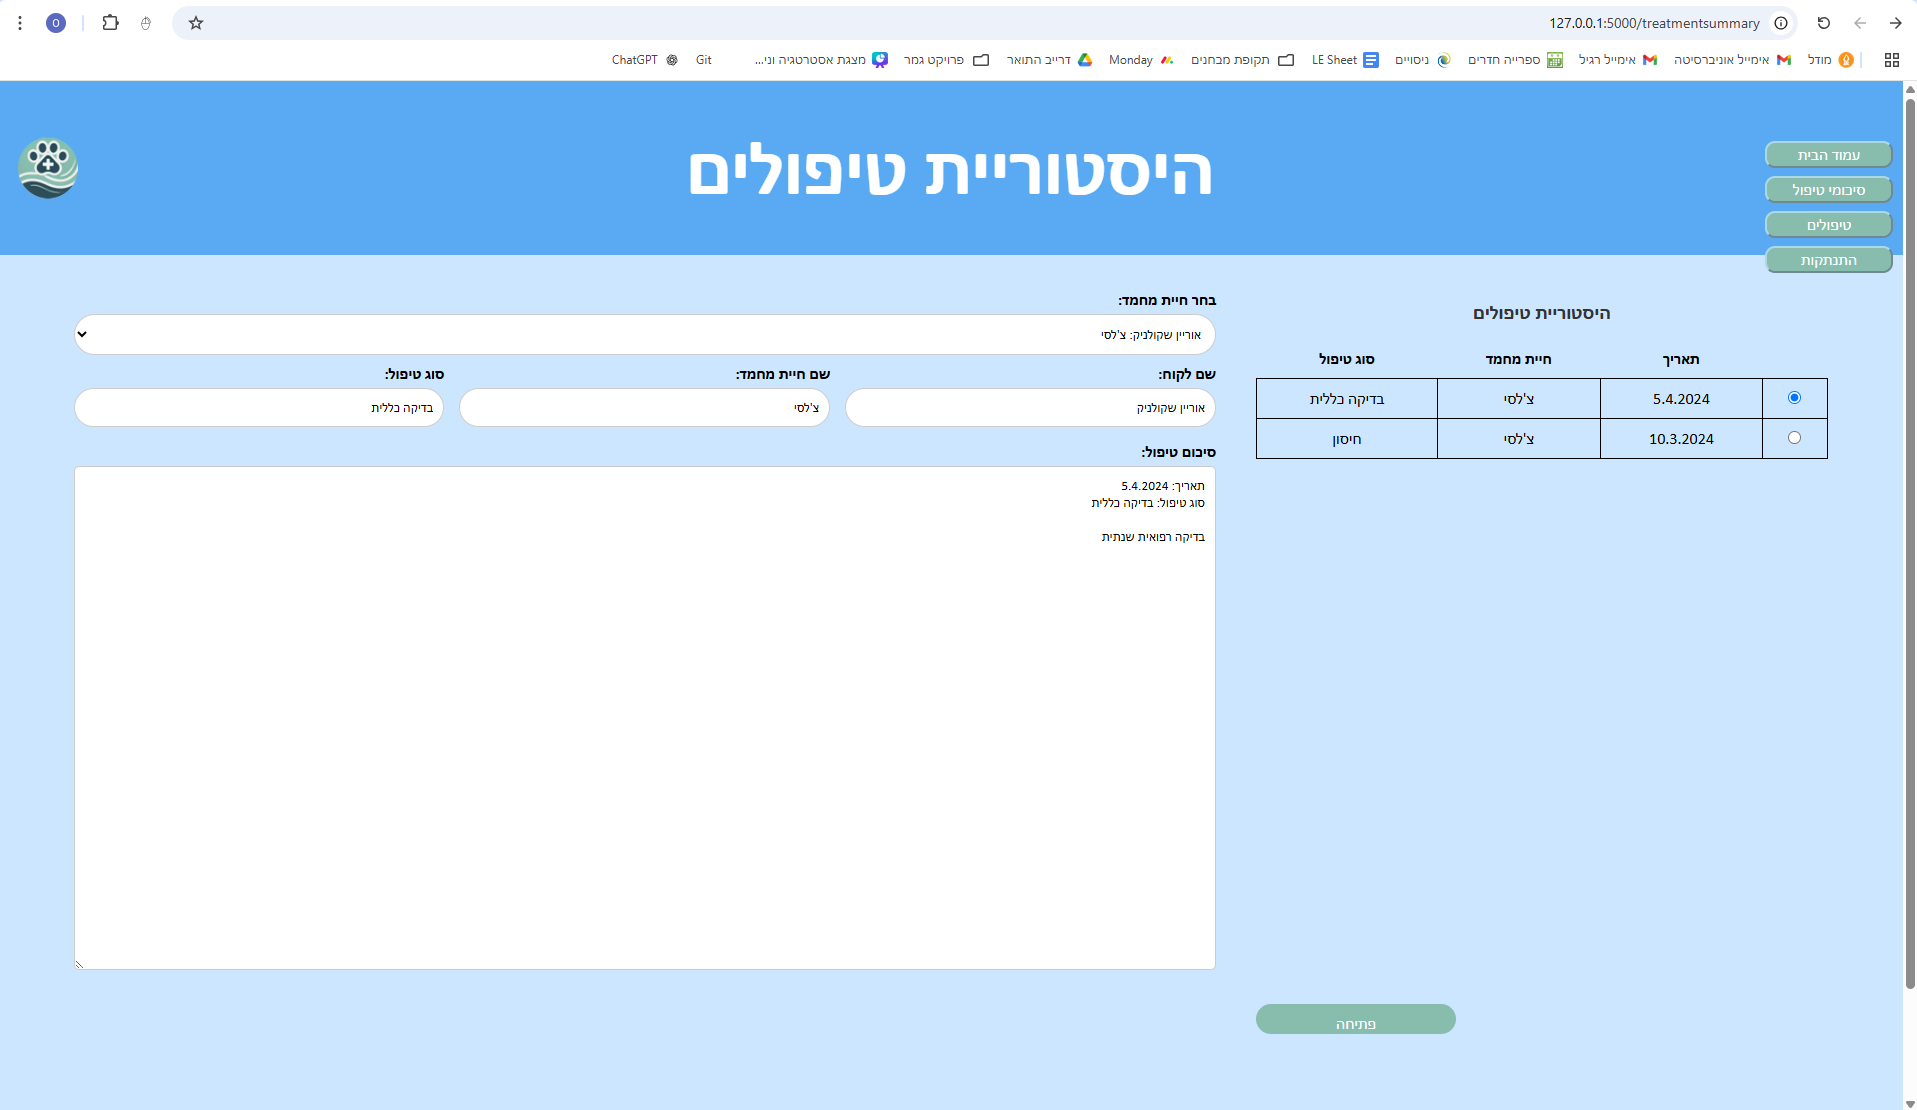 127.0.0.1:5000/treatmentsummary
O
מודל
אימייל אוניברסיטה
אימייל רגיל
ספרייה חדרים
ניסויים
LE Sheet
תקופת מבחנים
Monday
דרייב התואר
פרויקט גמר
מצגת אסטרטגיה וני...
Git
ChatGPT
היסטוריית טיפולים
עמוד הבית
סיכומי טיפול
טיפולים
התנתקות
היסטוריית טיפולים
תאריך חיית מחמד סוג טיפול
5.4.2024 צ'לסי בדיקה כללית
10.3.2024 צ'לסי חיסון
פתיחה
בחר חיית מחמד:
אוריין שקולניק: צ'לסי
שם לקוח: שם חיית מחמד: סוג טיפול:
אוריין שקולניק צ'לסי בדיקה כללית
סיכום טיפול:
תאריך: 5.4.2024
סוג טיפול: בדיקה כללית
בדיקה רפואית שנתית